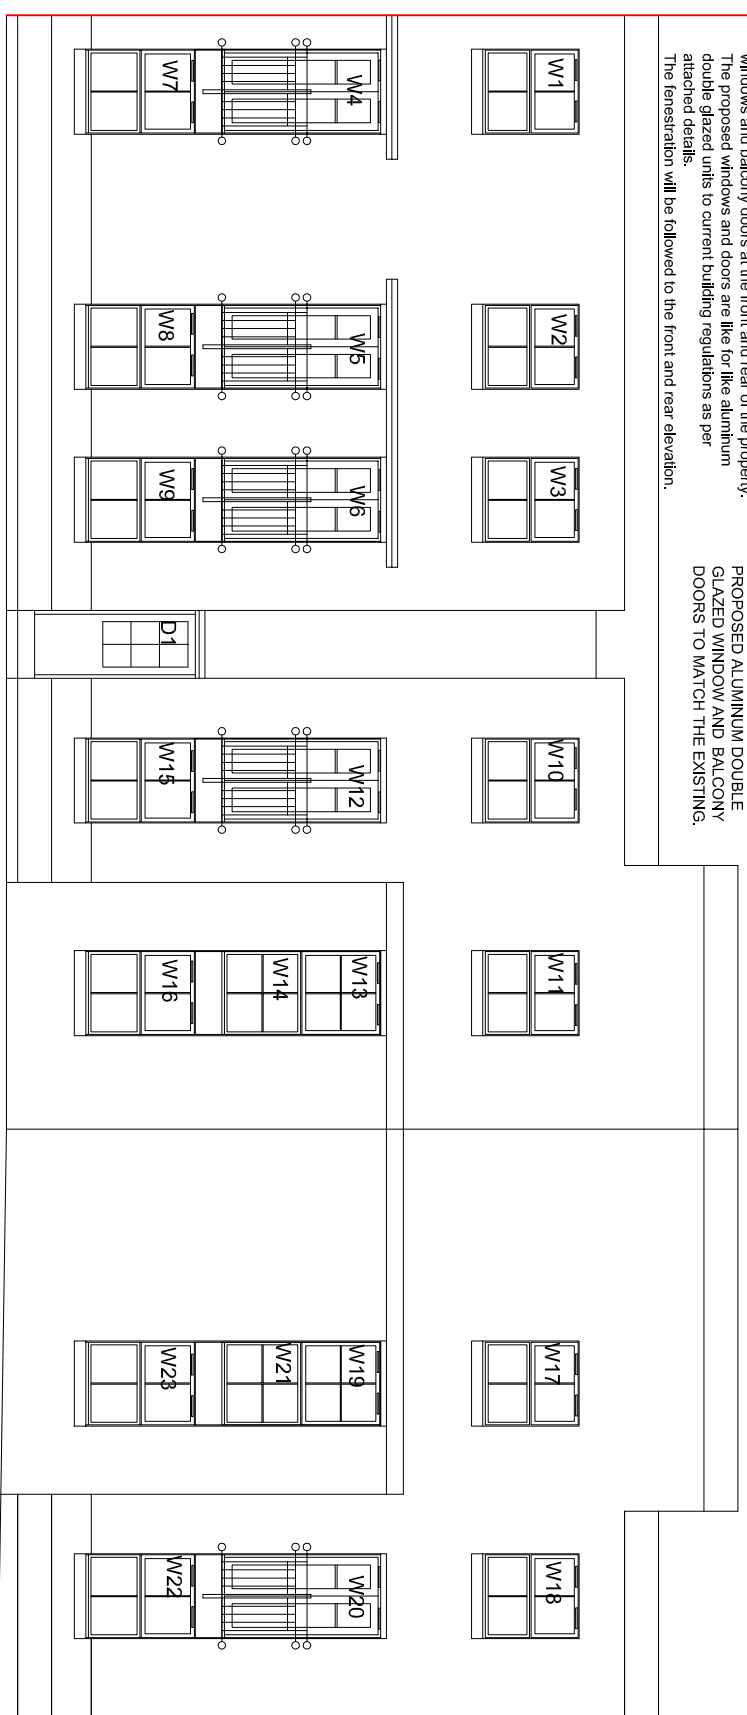 windows and balcony doors at the front and rear of the property.
The proposed windows and doors are like for like aluminum
double glazed units to current building regulations as per
attached details.
The fenestration will be followed to the front and rear elevation.
PROPOSED ALUMINUM DOUBLE
GLAZED WINDOW AND BALCONY
DOORS TO MATCH THE EXISTING.
W1
W2
W3
W10
W11
W17
W18
W4
W5
W6
W12
W13
W14
W19
W21
W20
W7
W8
W9
D1
W15
W16
W23
W22